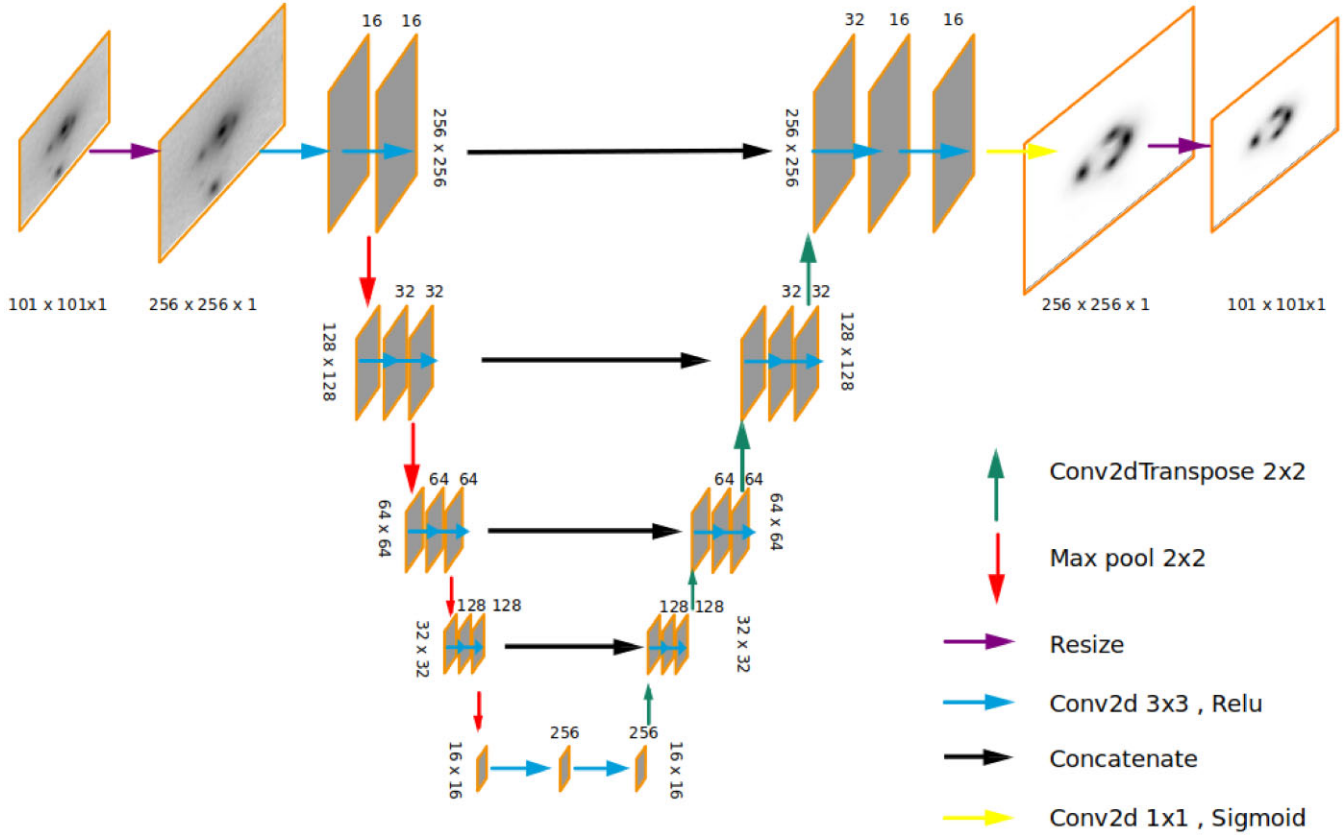 16 16
32 16 16
256 x 256
256 x 256
101 x 101x1
256 x 256 x 1
256 x 256 x 1
101 x 101x1
32 32
32 32
128 x 128
128 x 128
64 64
64 64
64 x 64
64 x 64
128 128
128 128
32 x 32
32 x 32
256
256
16 x 16
16 x 16
Conv2dTranspose 2x2
Max pool 2x2
Resize
Conv2d 3x3 , Relu
Concatenate
Conv2d 1x1 , Sigmoid